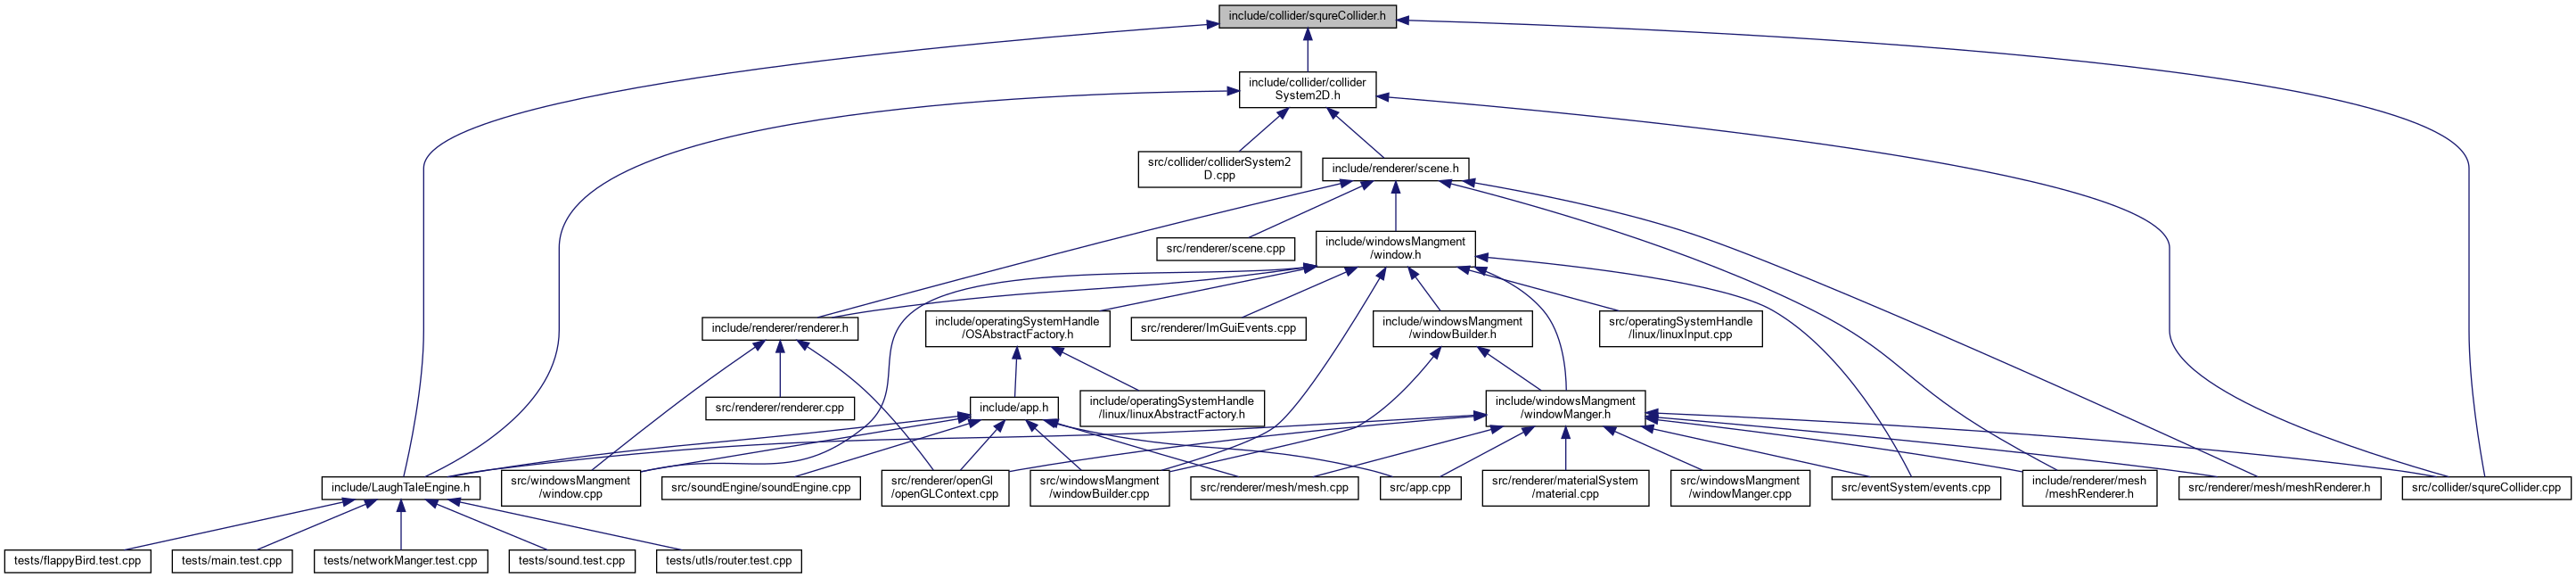 include/collider/squreCollider.h
include/collider/collider
System2D.h
src/collider/colliderSystem2
D.cpp
include/renderer/scene.h
src/renderer/scene.cpp
include/windowsMangment
/window.h
include/renderer/renderer.h
include/operatingSystemHandle
/OSAbstractFactory.h
src/renderer/ImGuiEvents.cpp
include/windowsMangment
/windowBuilder.h
src/operatingSystemHandle
/linux/linuxInput.cpp
src/renderer/renderer.cpp
include/app.h
include/operatingSystemHandle
/linux/linuxAbstractFactory.h
include/windowsMangment
/windowManger.h
include/LaughTaleEngine.h
src/windowsMangment
/window.cpp
src/soundEngine/soundEngine.cpp
src/renderer/openGl
/openGLContext.cpp
src/windowsMangment
/windowBuilder.cpp
src/renderer/mesh/mesh.cpp
src/app.cpp
src/renderer/materialSystem
/material.cpp
src/windowsMangment
/windowManger.cpp
src/eventSystem/events.cpp
include/renderer/mesh
/meshRenderer.h
src/renderer/mesh/meshRenderer.h
src/collider/squreCollider.cpp
tests/flappyBird.test.cpp
tests/main.test.cpp
tests/networkManger.test.cpp
tests/sound.test.cpp
tests/utls/router.test.cpp